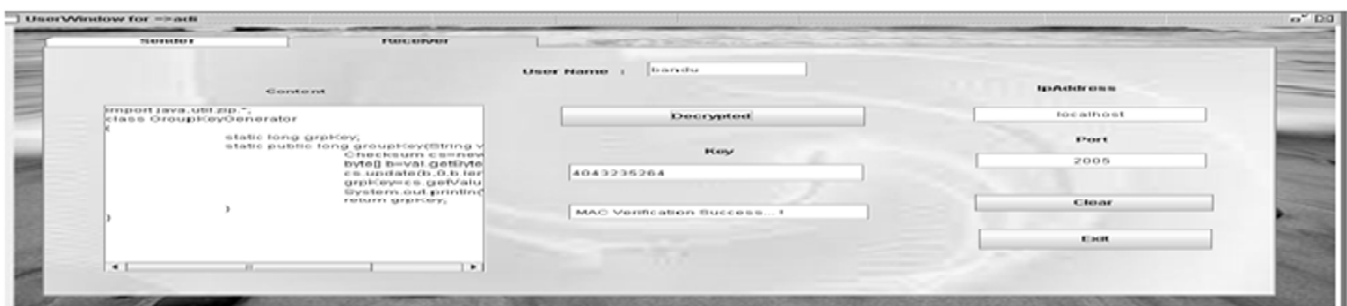 UserWindow for =>adi
Sender Receiver
User Name : bandu
Content
import java.util.zip.*;
class GroupKeyGenerator
{
static long grpKey;
static public long groupKey(String v
Checksum cs=new
byte[] b=val.getByte
cs.update(b,0,b.len
grpKey=cs.getValu
System.out.println("
return grpKey;
}
}
Decrypted
Key
4043235264
MAC Verification Success...!
IpAddress
localhost
Port
2005
Clear
Exit